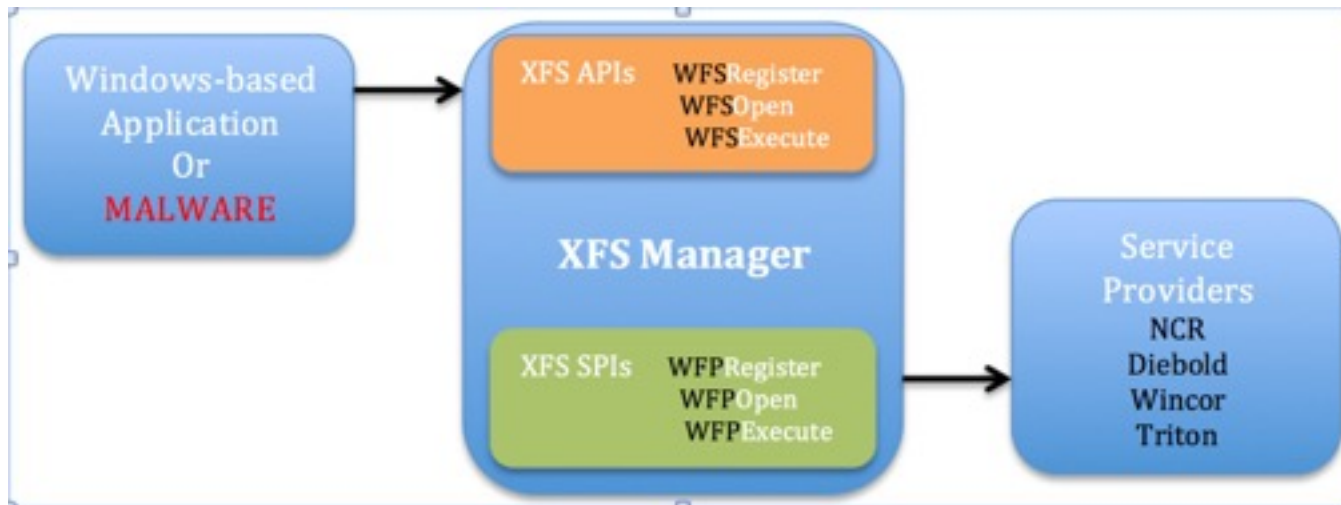 Windows-based
Application
Or
MALWARE
XFS APIs WFSRegister
WFSOpen
WFSExecute
XFS Manager
XFS SPIs WFPRegister
WFPOpen
WFPExecute
Service
Providers
NCR
Diebold
Wincor
Triton